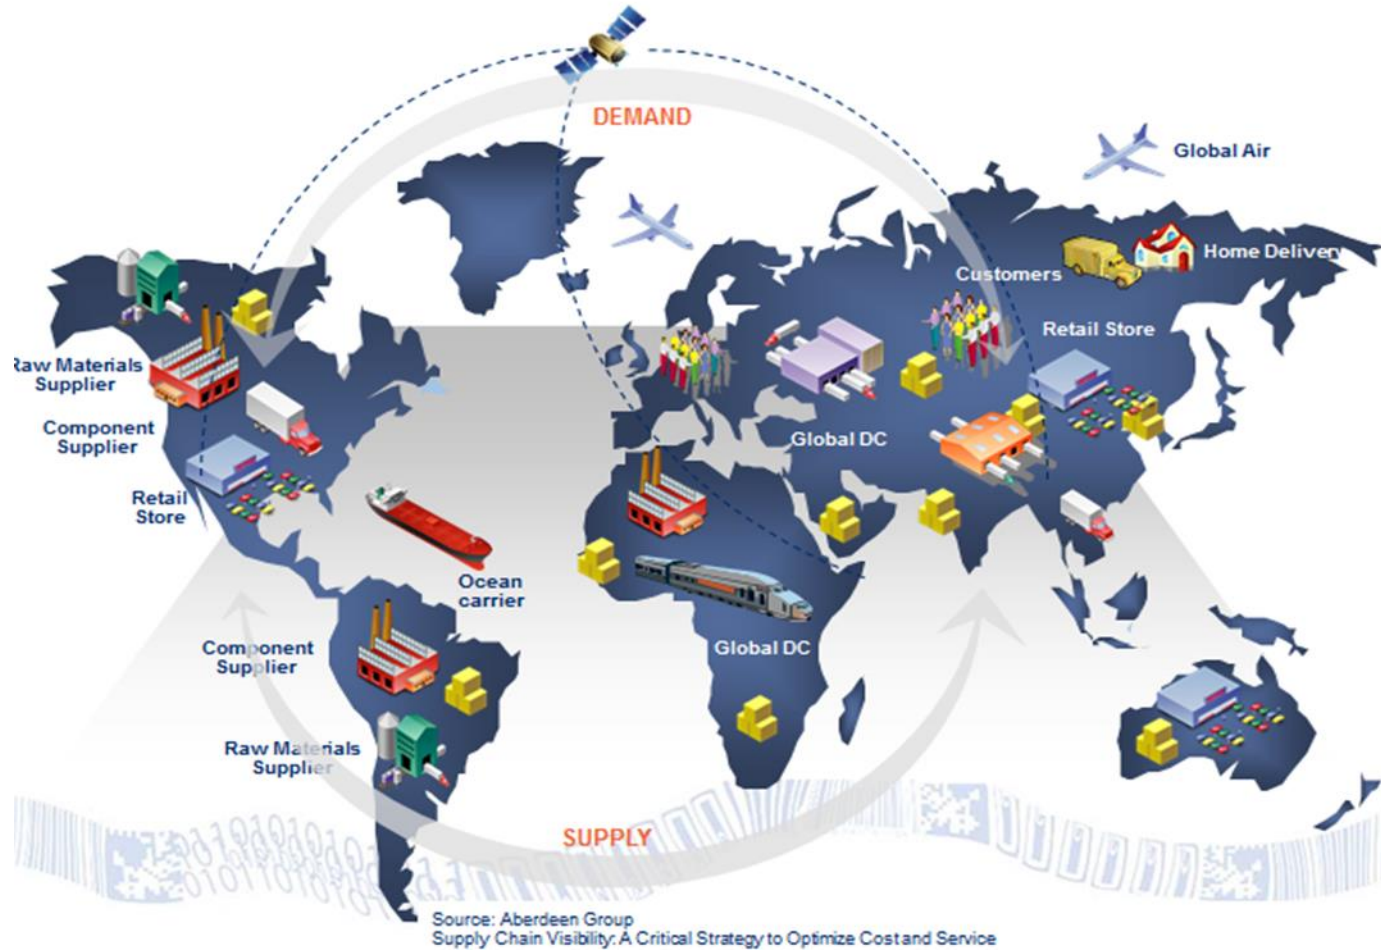 DEMAND
Global Air
Home Delivery
Customers
Retail Store
Raw Materials
Supplier
Component
Supplier
Global DC
Retail
Store
Ocean
carrier
Component
Supplier
Global DC
Raw Materials
Supplier
SUPPLY
Source: Aberdeen Group
Supply Chain Visibility: A Critical Strategy to Optimize Cost and Service